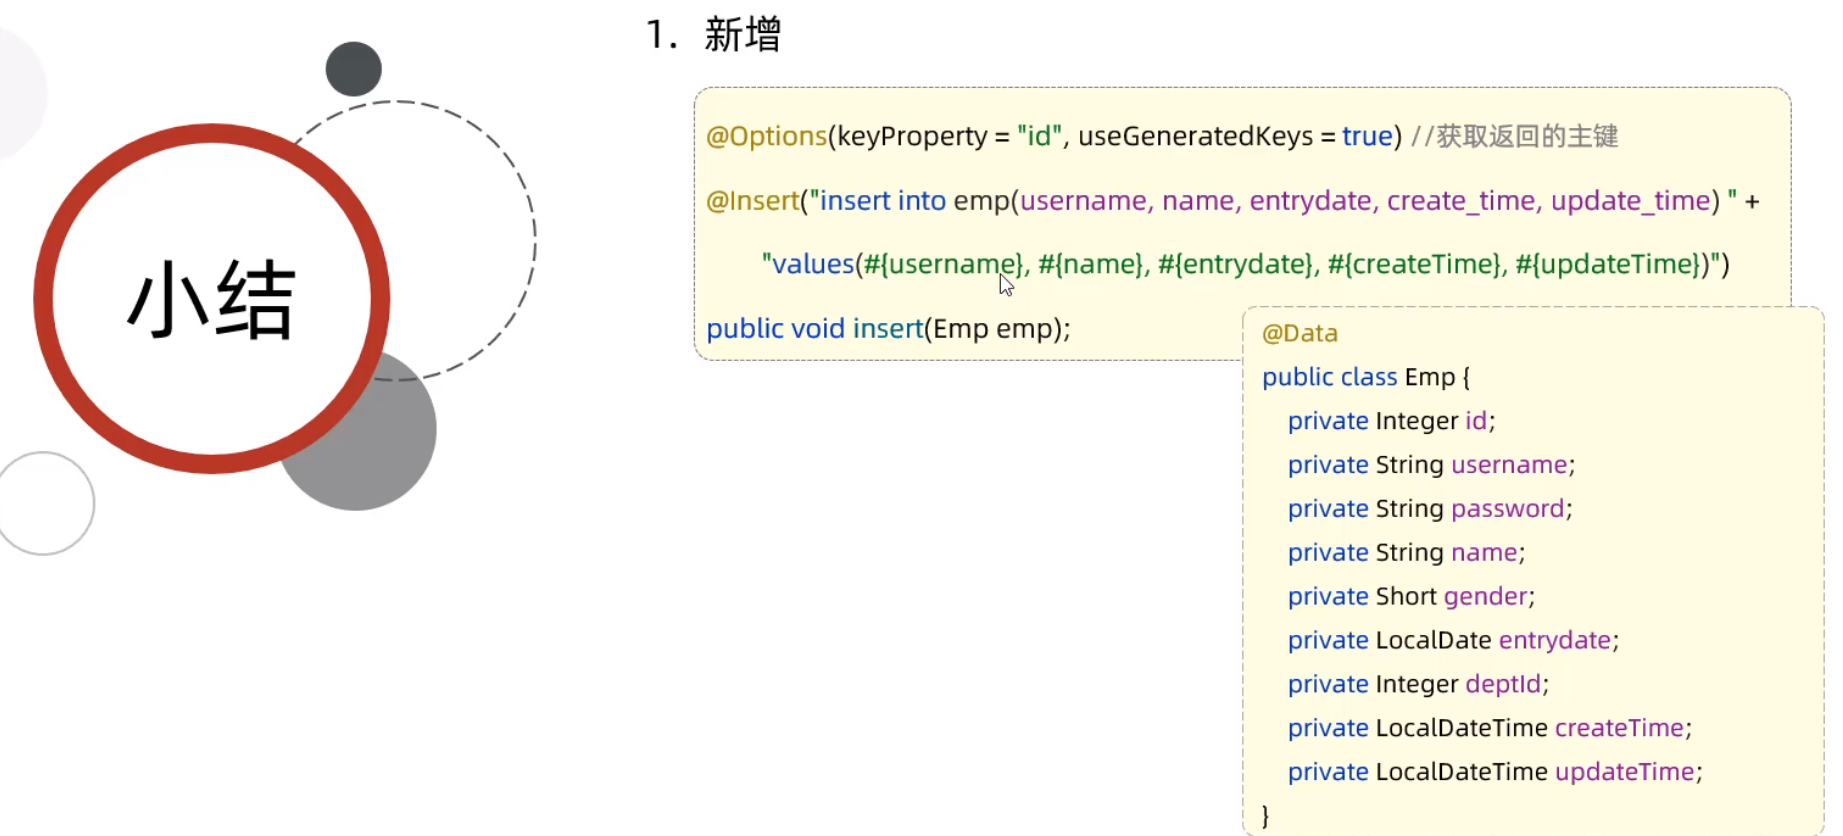 小结
1. 新增
@Options(keyProperty = "id", useGeneratedKeys = true) //获取返回的主键
@Insert("insert into emp(username, name, entrydate, create_time, update_time) " +
"values(#{username}, #{name}, #{entrydate}, #{createTime}, #{updateTime})")
public void insert(Emp emp);
@Data
public class Emp {
private Integer id;
private String username;
private String password;
private String name;
private Short gender;
private LocalDate entrydate;
private Integer deptId;
private LocalDateTime createTime;
private LocalDateTime updateTime;
}